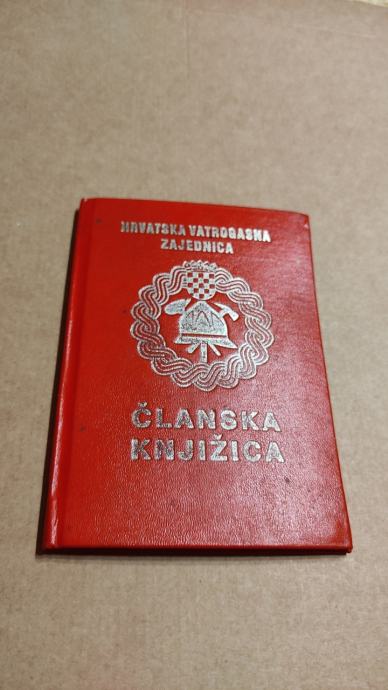 HRVATSKA VATROGASNA
ZAJEDNICA
ČLANSKA
KNJIŽICA